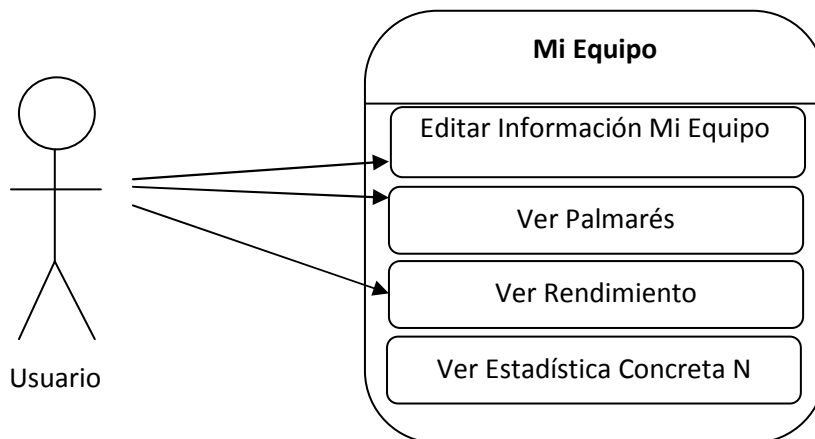 Mi Equipo
Editar Información Mi Equipo
Ver Palmarés
Ver Rendimiento
Ver Estadística Concreta N
Usuario